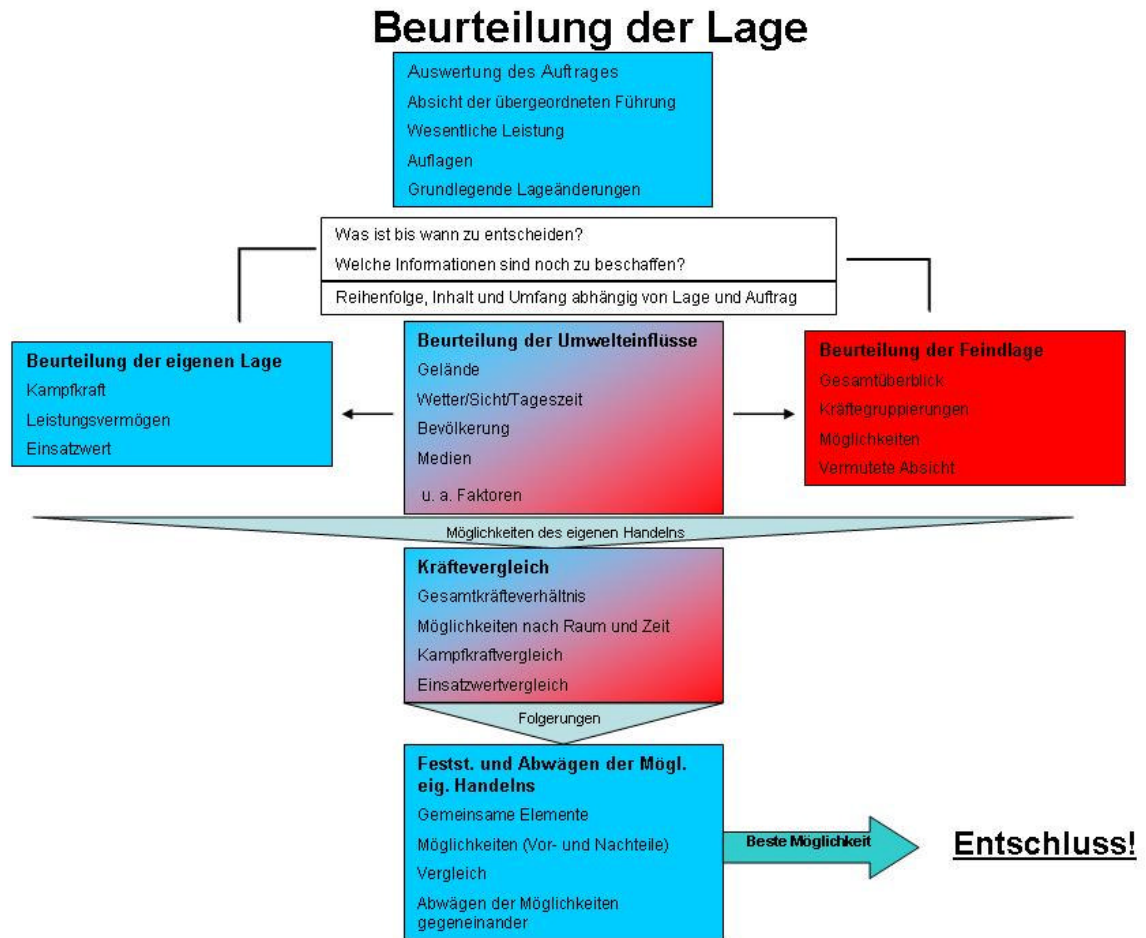 Beurteilung der Lage
Auswertung des Auftrages
Absicht der übergeordneten Führung
Wesentliche Leistung
Auflagen
Grundlegende Lageänderungen
Was ist bis wann zu entscheiden?
Welche Informationen sind noch zu beschaffen?
Reihenfolge, Inhalt und Umfang abhängig von Lage und Auftrag
Beurteilung der eigenen Lage
Kampfkraft
Leistungsvermögen
Einsatzwert
Beurteilung der Umwelteinflüsse
Gelände
Wetter/Sicht/Tageszeit
Bevölkerung
Medien
u. a. Faktoren
Beurteilung der Feindlage
Gesamtüberblick
Kräftegruppierungen
Möglichkeiten
Vermutete Absicht
Möglichkeiten des eigenen Handelns
Kräftevergleich
Gesamtkräfteverhältnis
Möglichkeiten nach Raum und Zeit
Kampfkraftvergleich
Einsatzwertvergleich
Folgerungen
Festst. und Abwägen der Mögl.
eig. Handelns
Gemeinsame Elemente
Möglichkeiten (Vor- und Nachteile)
Vergleich
Abwägen der Möglichkeiten
gegeneinander
Beste Möglichkeit
Entschluss!